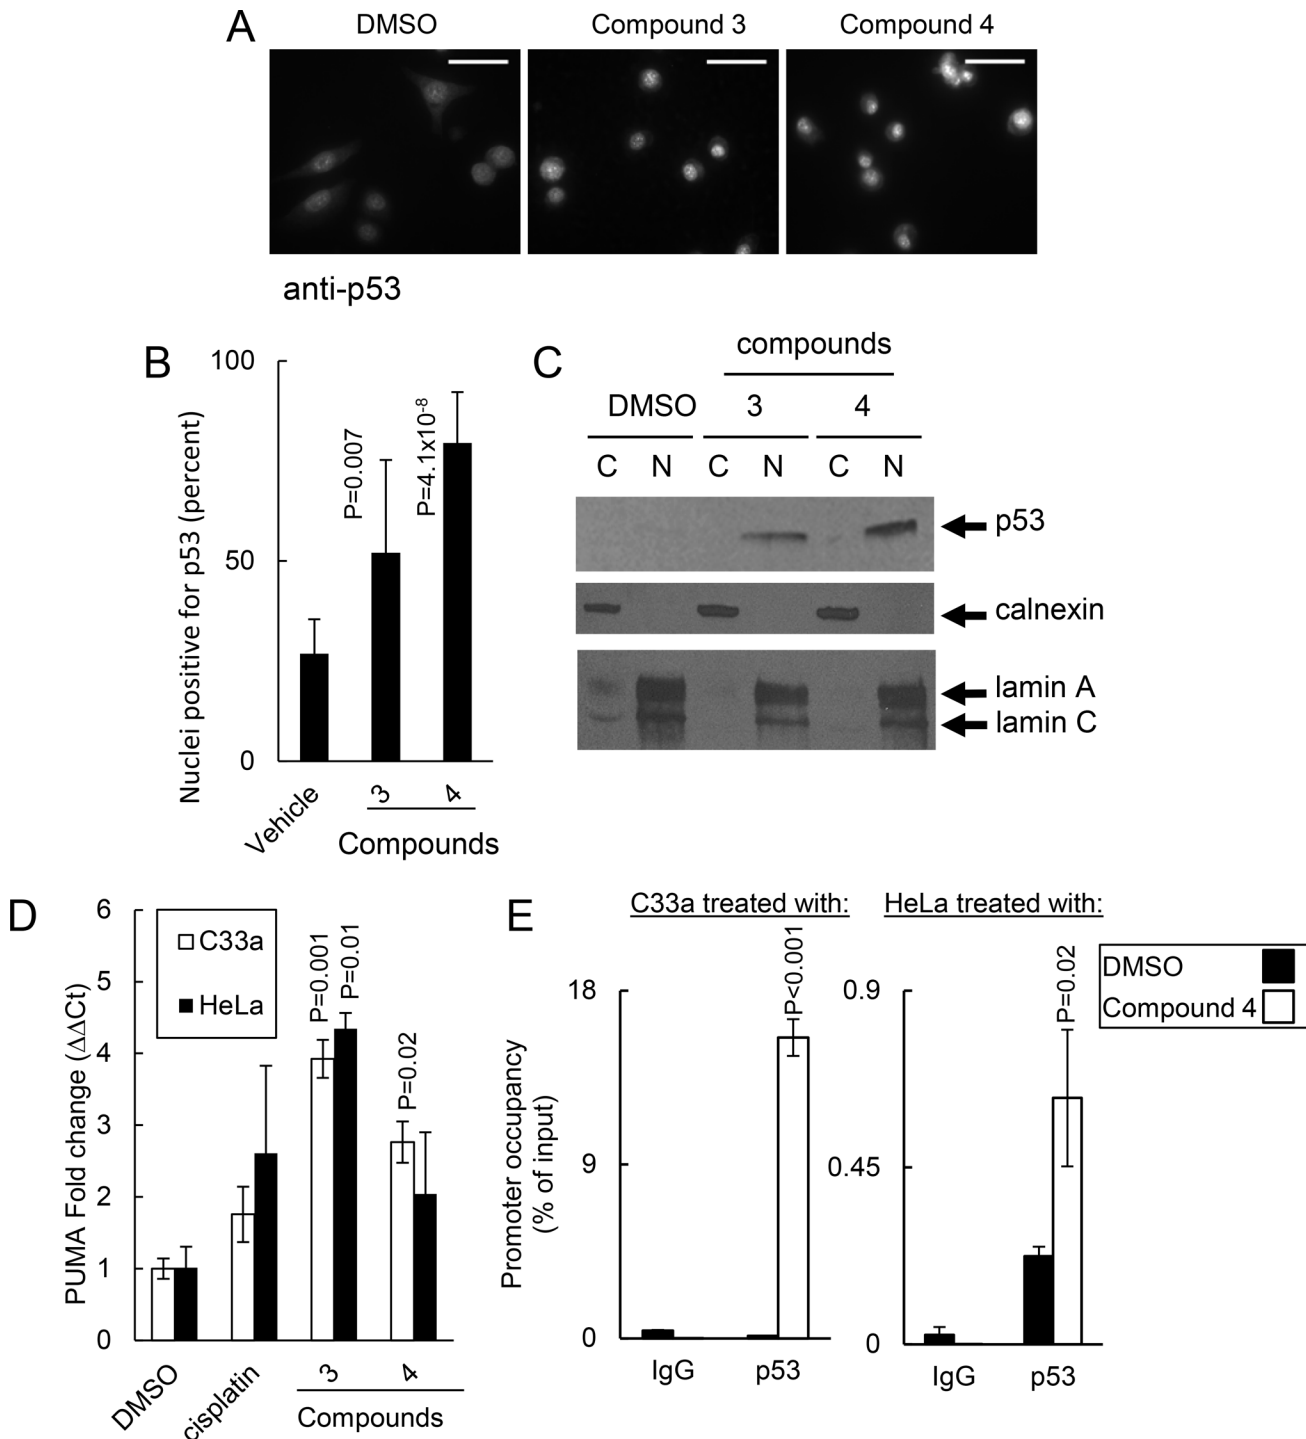 A
DMSO
Compound 3
Compound 4
anti-p53
B
Nuclei positive for p53 (percent)
100
50
0
P=0.007
P=4.1x10-8
Vehicle
3
4
Compounds
C
compounds
DMSO
3
4
C
N
C
N
C
N
p53
calnexin
lamin A
lamin C
D
PUMA Fold change (ΔΔCt)
6
5
4
3
2
1
0
C33a
HeLa
P=0.001
P=0.01
P=0.02
DMSO
cisplatin
3
4
Compounds
E
C33a treated with:
HeLa treated with:
Promoter occupancy
(% of input)
18
9
0
P<0.001
IgG
p53
0.9
0.45
0
P=0.02
IgG
p53
DMSO
Compound 4